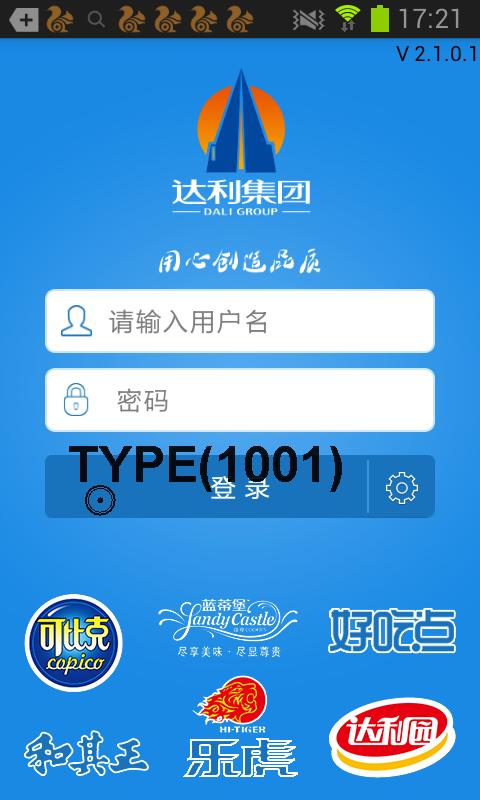 17:21
V 2.1.0.1
达利集团
DALI GROUP
用心创造品质
请输入用户名
密码
TYPE(1001)
登录
可比克
copico
蓝蒂堡
Landy Castle
尽享美味·尽显尊贵
好吃点
和其正
HI-TIGER
乐虎
达利园